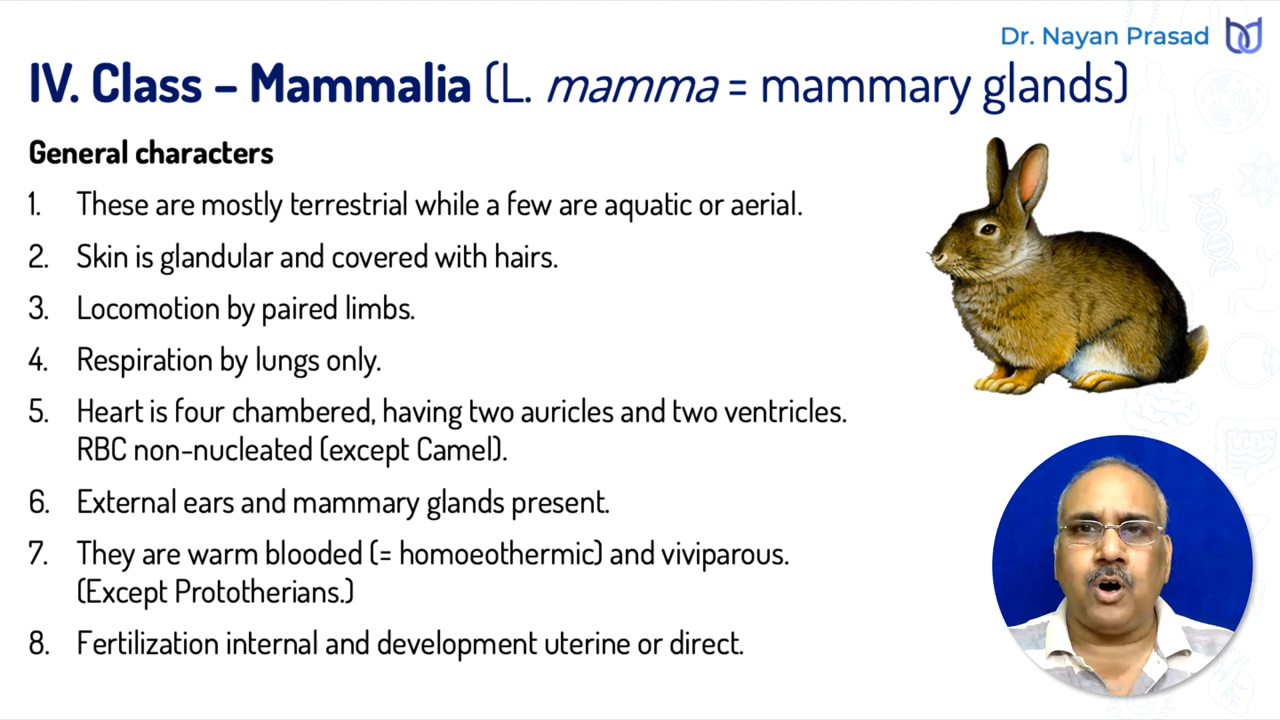 Dr. Nayan Prasad
IV. Class – Mammalia (L. mamma = mammary glands)
General characters
1. These are mostly terrestrial while a few are aquatic or aerial.
2. Skin is glandular and covered with hairs.
3. Locomotion by paired limbs.
4. Respiration by lungs only.
5. Heart is four chambered, having two auricles and two ventricles.
RBC non-nucleated (except Camel).
6. External ears and mammary glands present.
7. They are warm blooded (= homoeothermic) and viviparous.
(Except Prototherians.)
8. Fertilization internal and development uterine or direct.